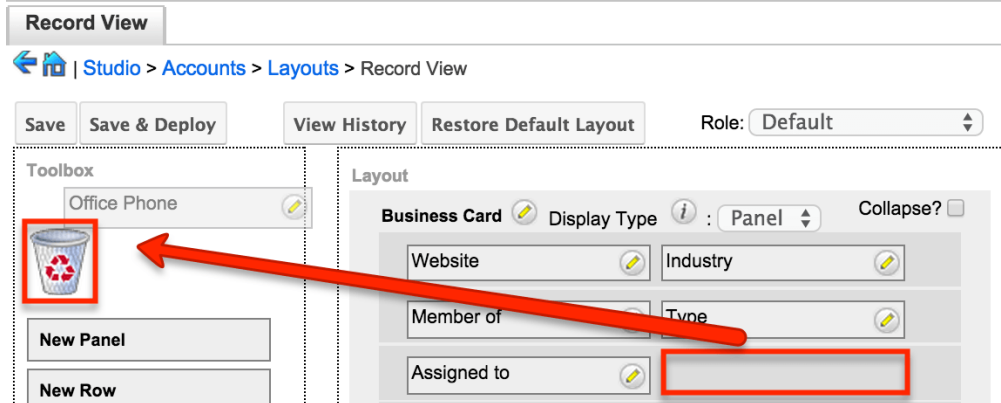 Record View
| Studio > Accounts > Layouts > Record View
Save Save & Deploy View History Restore Default Layout Role: Default
Toolbox
Office Phone
New Panel
New Row
Layout
Business Card Display Type i : Panel Collapse?
Website Industry
Member of Type
Assigned to